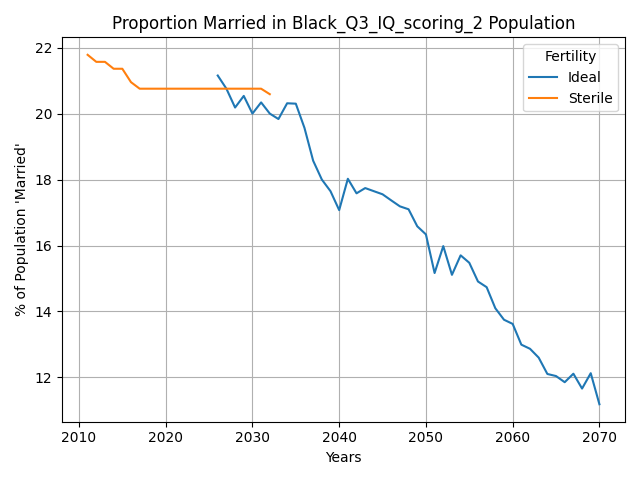 Proportion Married in Black_Q3_IQ_scoring_2 Population
% of Population 'Married'
22
20
18
16
14
12
Fertility
Ideal
Sterile
2010 2020 2030 2040 2050 2060 2070
Years